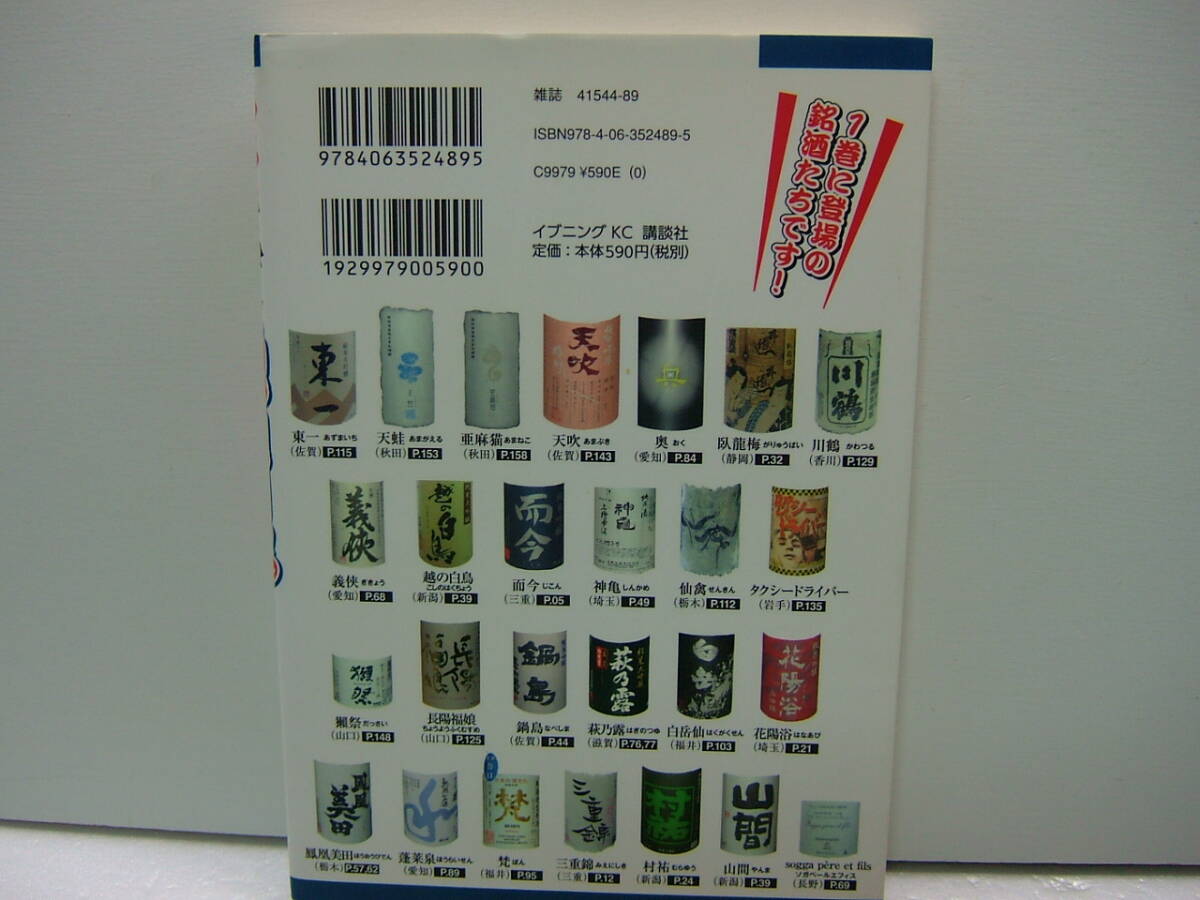 雑誌 41544-89
9784063524895
ISBN978-4-06-352489-5
C9979 ¥590E (0)
1929979005900
イブニング KC 講談社
定価：本体590円(税別)
1巻に登場の
銘酒たちです！
東一
天吹
川鶴
東一 あずまいち
(佐賀) P.115
天蛙 あまがえる
(秋田) P.153
亜麻猫 あまねこ
(秋田) P.158
天吹 あまぶき
(佐賀) P.143
奥 おく
(愛知) P.84
臥龍梅 がりゅうばい
(静岡) P.32
川鶴 かわつる
(香川) P.129
義侠
越の白鳥
而今
神亀
義侠 ぎきょう
(愛知) P.68
越の白鳥
こしのはくちょう
(新潟) P.39
而今 じこん
(三重) P.05
神亀 しんかめ
(埼玉) P.49
仙禽 せんきん
(栃木) P.112
タクシードライバー
(岩手) P.135
獺祭
長陽
福娘
鍋島
萩乃露
白岳仙
花陽浴
獺祭 だっさい
(山口) P.148
長陽福娘
ちょうようふくむすめ
(山口) P.125
鍋島 なべしま
(佐賀) P.44
萩乃露 はぎのつゆ
(滋賀) P.76,77
白岳仙 はくがくせん
(福井) P.103
花陽浴 はなあび
(埼玉) P.21
鳳凰
美田
梵
三重錦
村祐
山間
鳳凰美田 ほうおうびでん
(栃木) P.57,62
蓬莱泉 ほうらいせん
(愛知) P.89
梵 ぼん
(福井) P.95
三重錦 みえにしき
(三重) P.12
村祐 むらゆう
(新潟) P.24
山間 やんま
(新潟) P.39
sogga père et fils
ソガペールエフィス
(長野) P.69